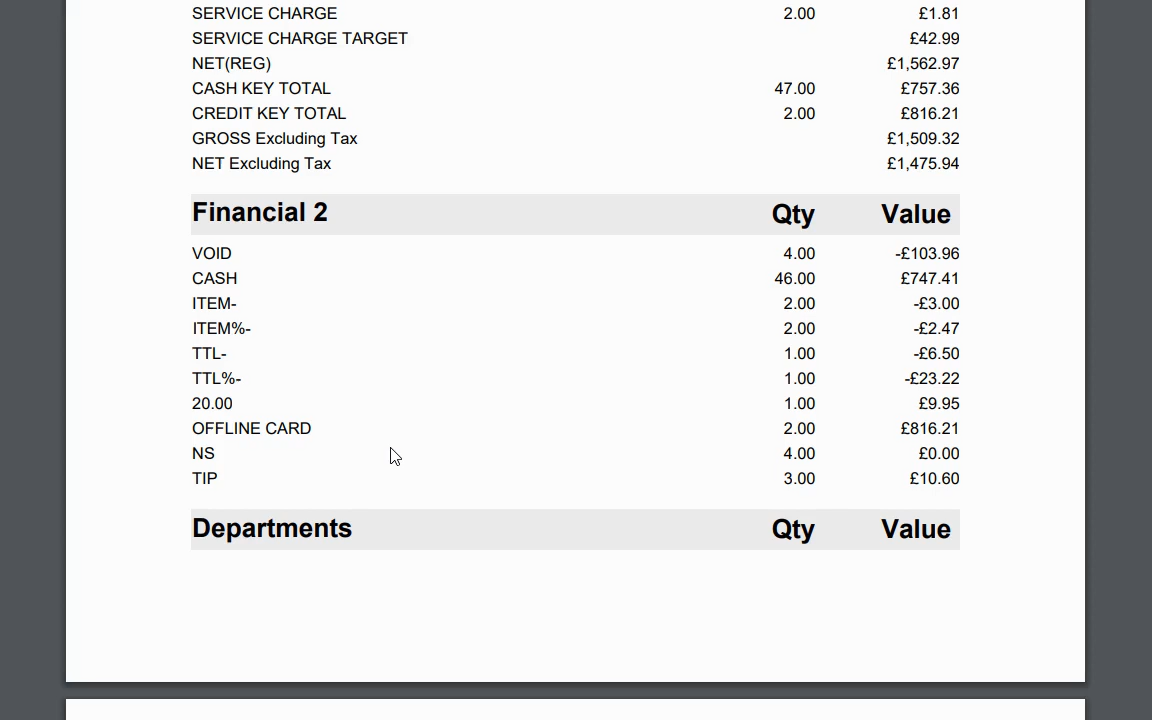 SERVICE CHARGE 2.00 £1.81
SERVICE CHARGE TARGET £42.99
NET(REG) £1,562.97
CASH KEY TOTAL 47.00 £757.36
CREDIT KEY TOTAL 2.00 £816.21
GROSS Excluding Tax £1,509.32
NET Excluding Tax £1,475.94
Financial 2 Qty Value
VOID 4.00 -£103.96
CASH 46.00 £747.41
ITEM- 2.00 -£3.00
ITEM%- 2.00 -£2.47
TTL- 1.00 -£6.50
TTL%- 1.00 -£23.22
20.00 1.00 £9.95
OFFLINE CARD 2.00 £816.21
NS 4.00 £0.00
TIP 3.00 £10.60
Departments Qty Value